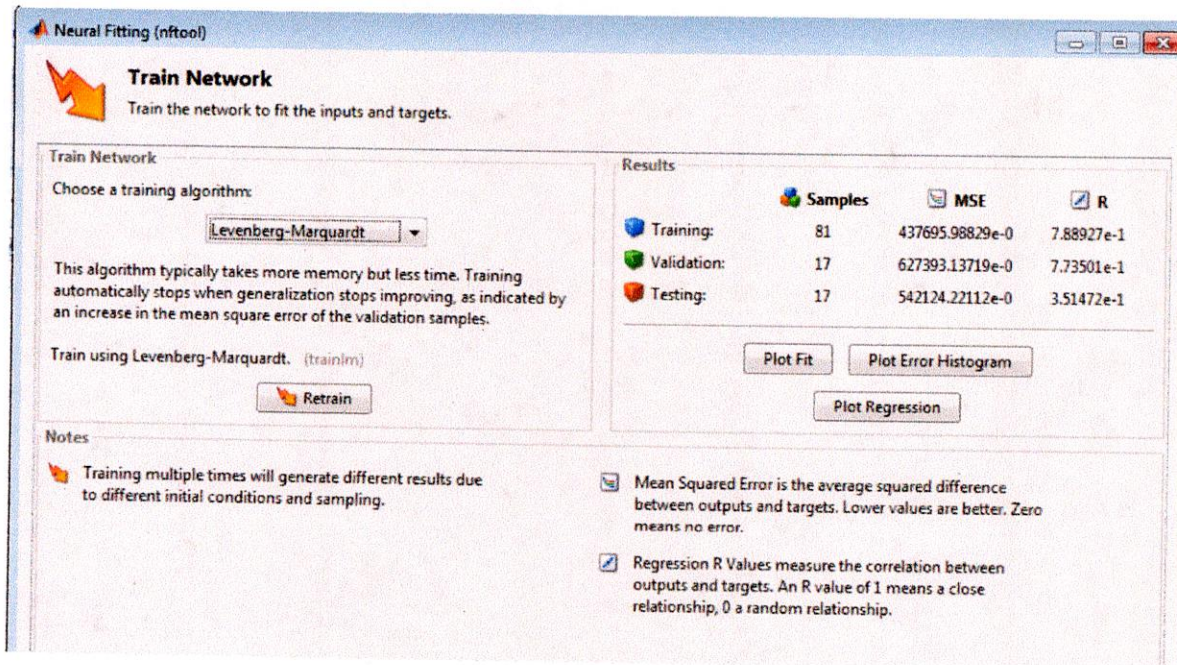 Neural Fitting (nftool)
Train Network
Train the network to fit the inputs and targets.
Train Network
Choose a training algorithm:
Levenberg-Marquardt
This algorithm typically takes more memory but less time. Training
automatically stops when generalization stops improving, as indicated by
an increase in the mean square error of the validation samples.
Train using Levenberg-Marquardt. (trainlm)
Retrain
Results
Samples MSE R
Training: 81 437695.98829e-0 7.88927e-1
Validation: 17 627393.13719e-0 7.73501e-1
Testing: 17 542124.22112e-0 3.51472e-1
Plot Fit Plot Error Histogram
Plot Regression
Notes
Training multiple times will generate different results due
to different initial conditions and sampling.
Mean Squared Error is the average squared difference
between outputs and targets. Lower values are better. Zero
means no error.
Regression R Values measure the correlation between
outputs and targets. An R value of 1 means a close
relationship, 0 a random relationship.